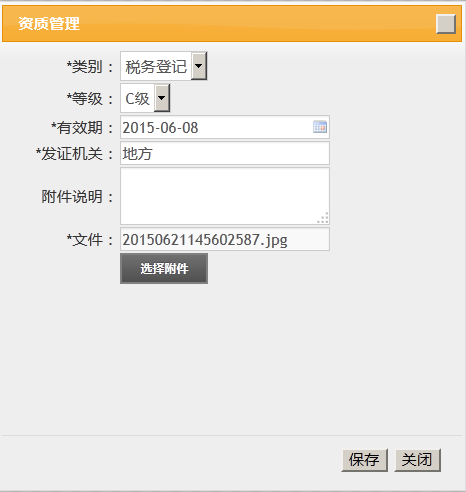 资质管理
*类别： 税务登记
*等级： C级
*有效期： 2015-06-08
*发证机关： 地方
附件说明：
*文件： 20150621145602587.jpg
选择附件
保存 关闭